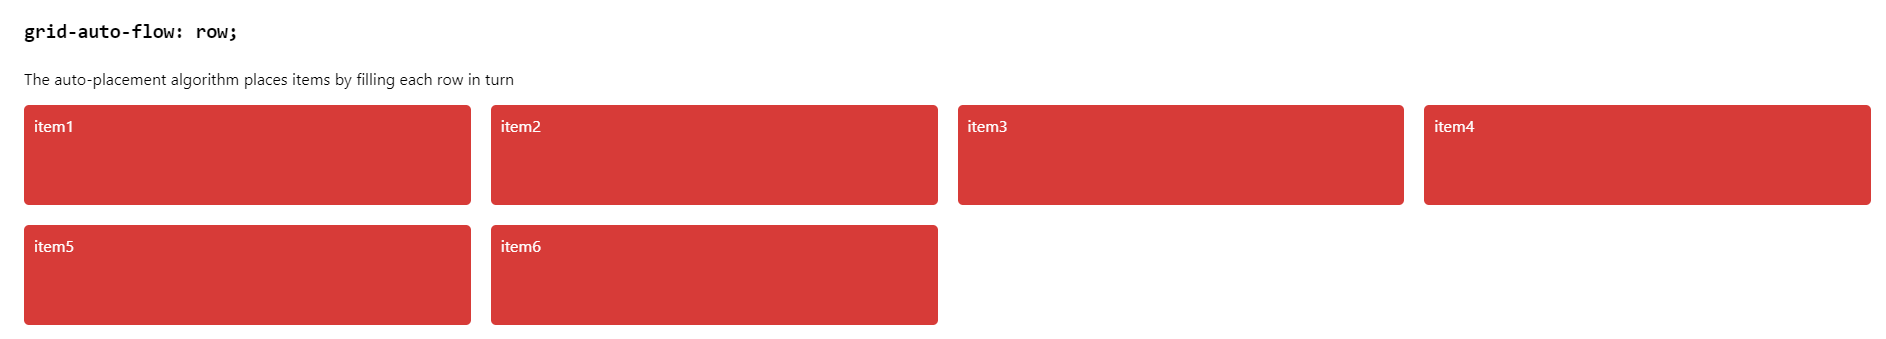 grid-auto-flow: row;
The auto-placement algorithm places items by filling each row in turn
item1
item2
item3
item4
item5
item6